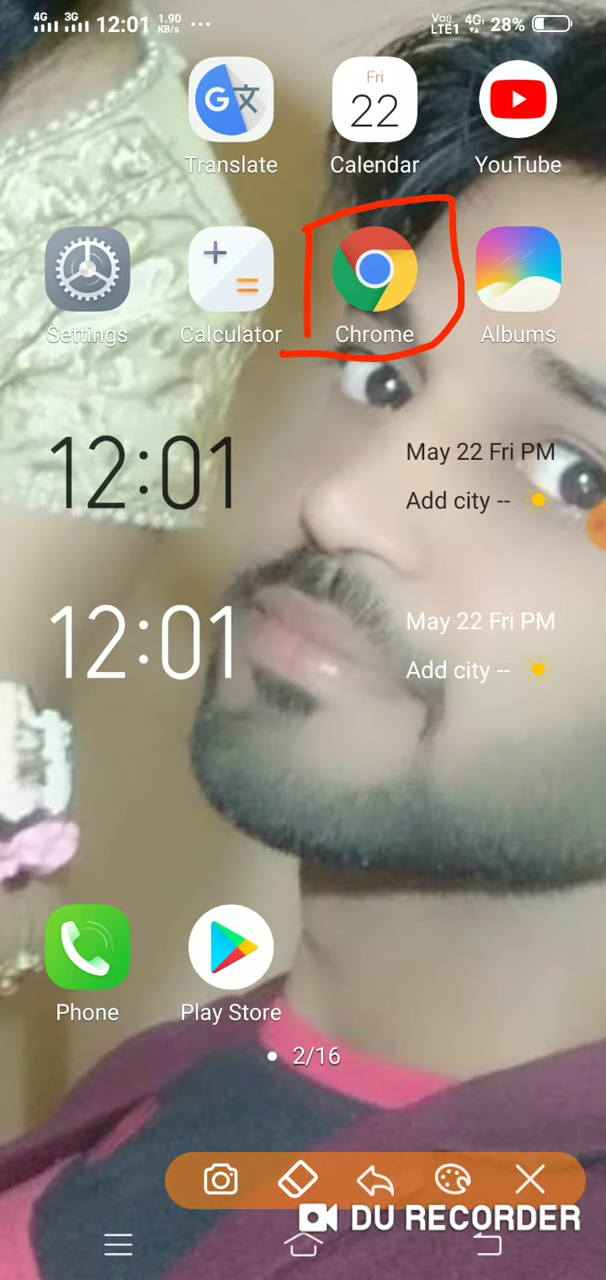 4G 3G 12:01 1.90 KB/s ... Vo)) LTE1 4G 28%
Fri
22
Translate Calendar YouTube
Settings Calculator Chrome Albums
12:01 May 22 Fri PM
Add city --
12:01 May 22 Fri PM
Add city --
Phone Play Store
2/16
DU RECORDER